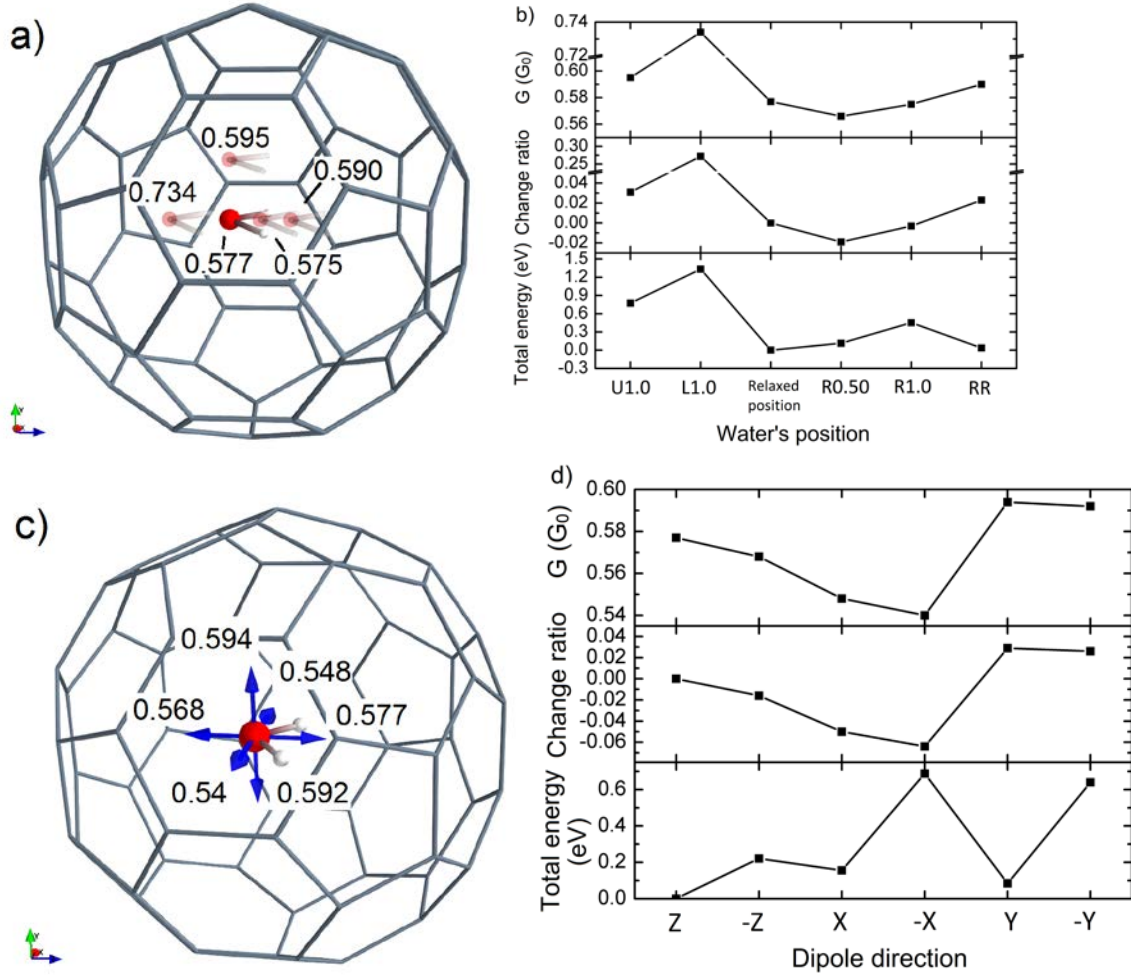 a)
0.595
0.590
0.734
0.577
0.575
Y
b)
0.74
0.72
0.60
0.58
0.56
G (G₀)
0.30
0.25
0.04
0.00
-0.02
Change ratio
1.5
1.2
0.9
0.6
0.3
0.0
-0.3
Total energy (eV)
U1.0
L1.0
Relaxed
position
R0.50
R1.0
RR
Water's position
c)
0.594
0.548
0.568
0.577
0.54
0.592
Y
X
d)
0.60
0.58
0.56
0.54
G (G₀)
0.04
0.02
0.00
-0.02
-0.04
-0.06
Change ratio
0.6
0.4
0.2
0.0
Total energy
(eV)
Z
-Z
X
-X
Y
-Y
Dipole direction